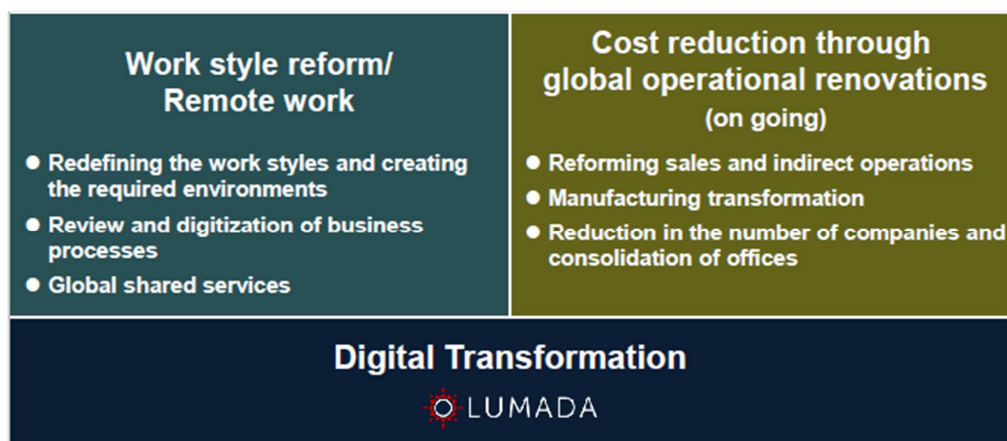 Work style reform/
Remote work
● Redefining the work styles and creating
the required environments
● Review and digitization of business
processes
● Global shared services
Cost reduction through
global operational renovations
(on going)
● Reforming sales and indirect operations
● Manufacturing transformation
● Reduction in the number of companies and
consolidation of offices
Digital Transformation
LUMADA